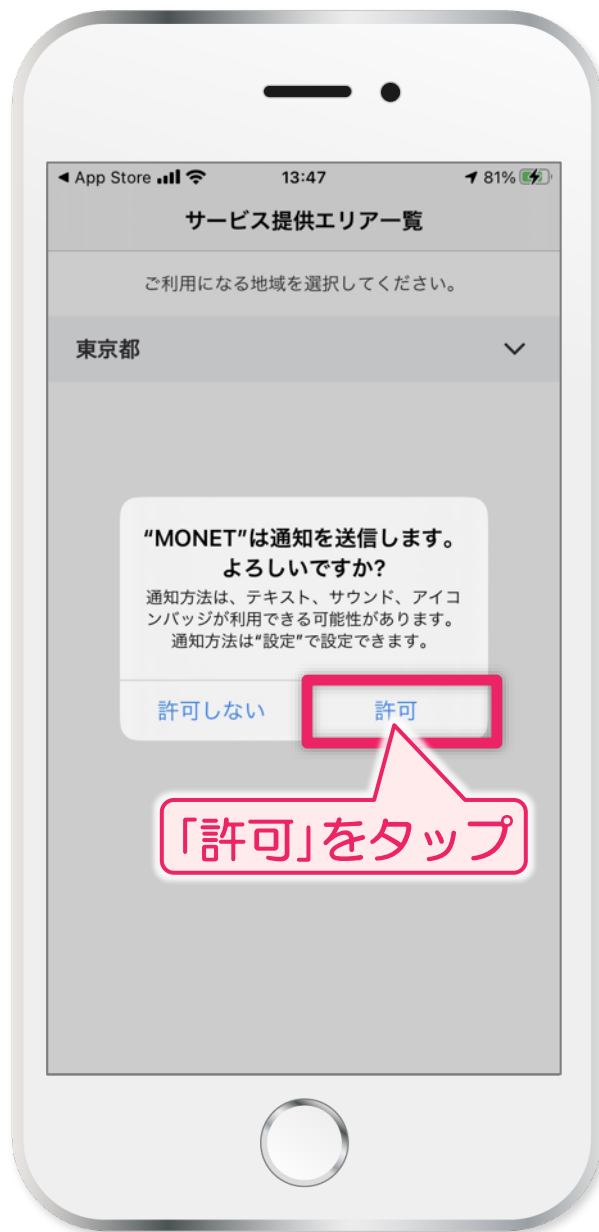 ◀ App Store 13:47 81%
サービス提供エリア一覧
ご利用になる地域を選択してください。
東京都
“MONET”は通知を送信します。
よろしいですか?
通知方法は、テキスト、サウンド、アイコ
ンバッジが利用できる可能性があります。
通知方法は“設定”で設定できます。
許可しない 許可
「許可」をタップ